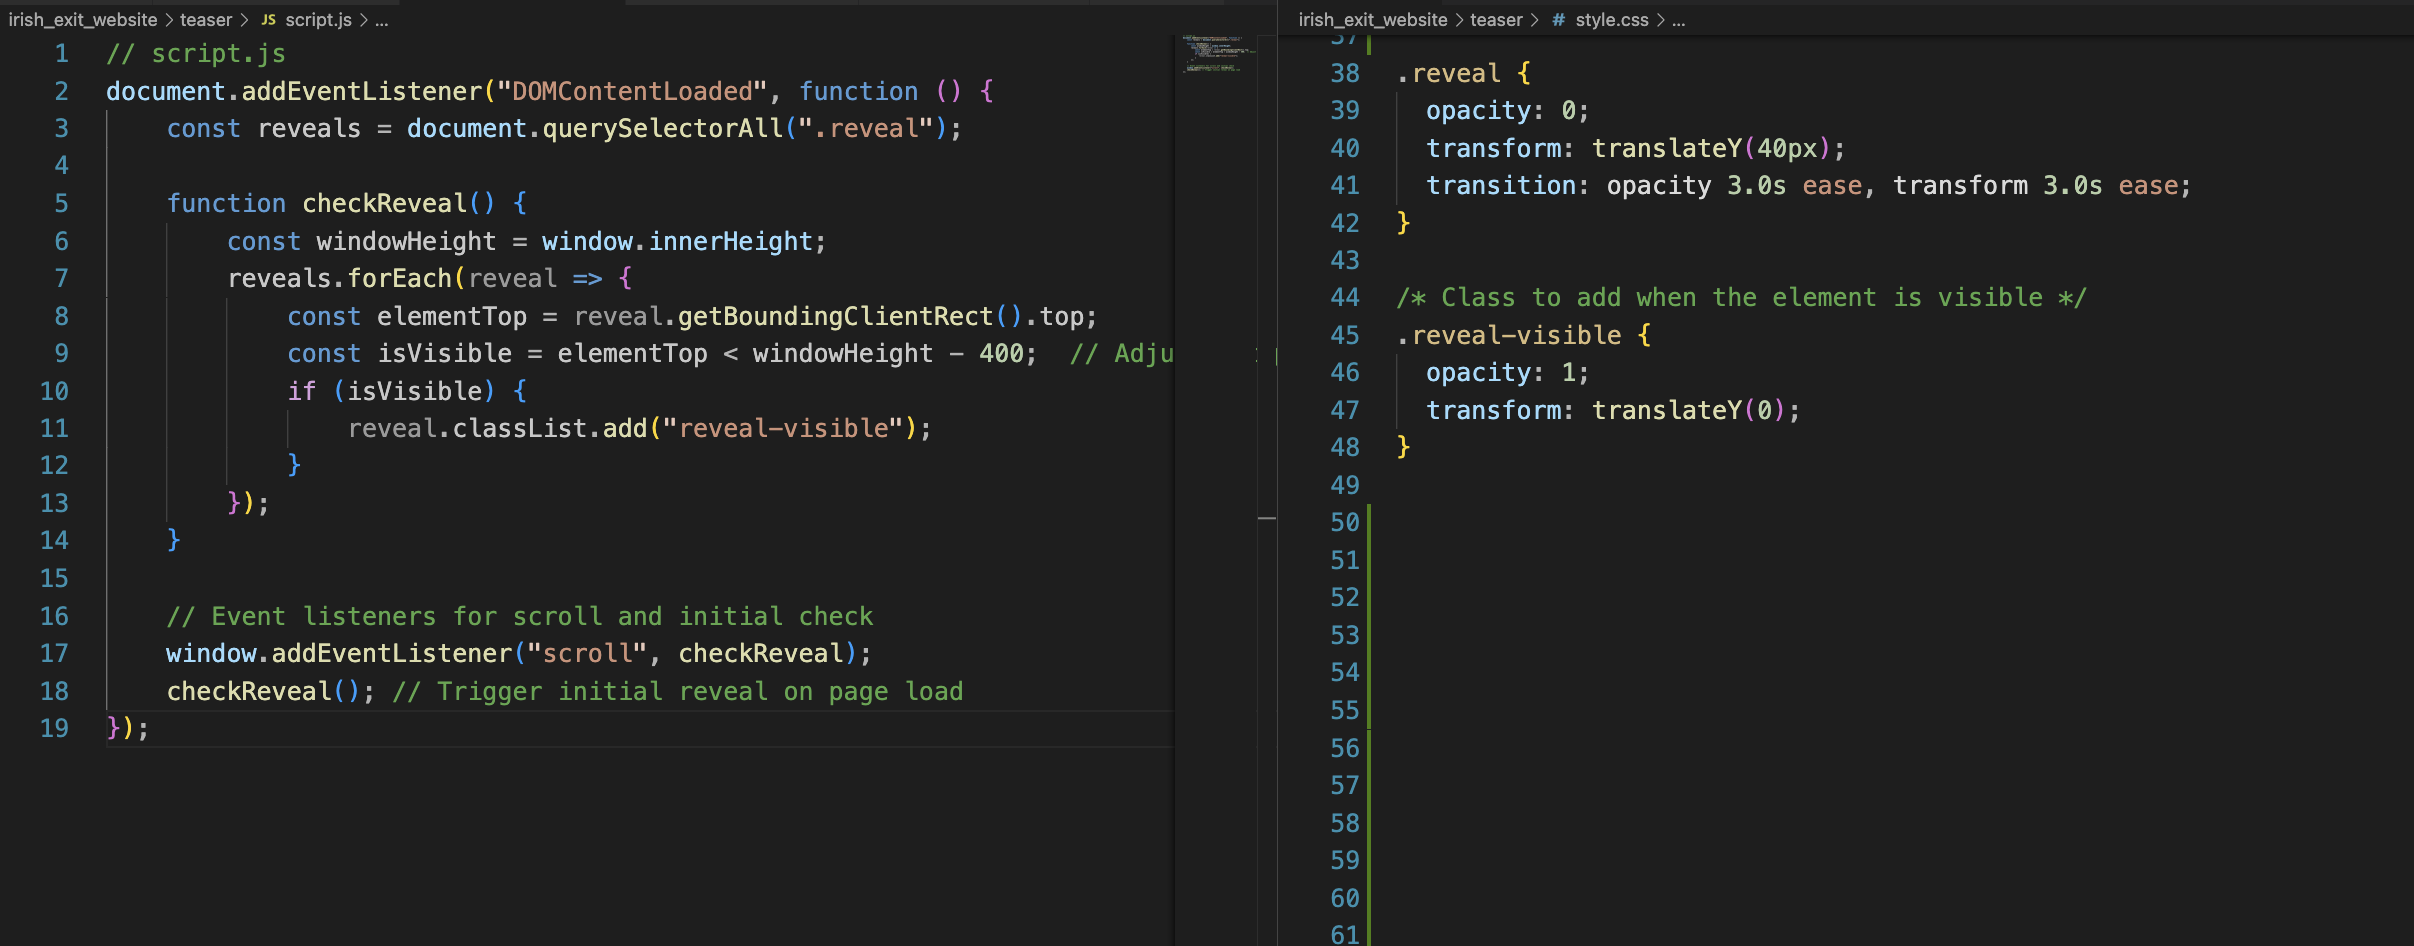 irish_exit_website > teaser > JS script.js > ...
1 // script.js
2 document.addEventListener("DOMContentLoaded", function () {
3     const reveals = document.querySelectorAll(".reveal");
4
5     function checkReveal() {
6         const windowHeight = window.innerHeight;
7         reveals.forEach(reveal => {
8             const elementTop = reveal.getBoundingClientRect().top;
9             const isVisible = elementTop < windowHeight - 400;  // Adju
10             if (isVisible) {
11                 reveal.classList.add("reveal-visible");
12             }
13         });
14     }
15
16     // Event listeners for scroll and initial check
17     window.addEventListener("scroll", checkReveal);
18     checkReveal(); // Trigger initial reveal on page load
19 });
irish_exit_website > teaser > # style.css > ...
37
38 .reveal {
39   opacity: 0;
40   transform: translateY(40px);
41   transition: opacity 3.0s ease, transform 3.0s ease;
42 }
43
44 /* Class to add when the element is visible */
45 .reveal-visible {
46   opacity: 1;
47   transform: translateY(0);
48 }
49
50
51
52
53
54
55
56
57
58
59
60
61